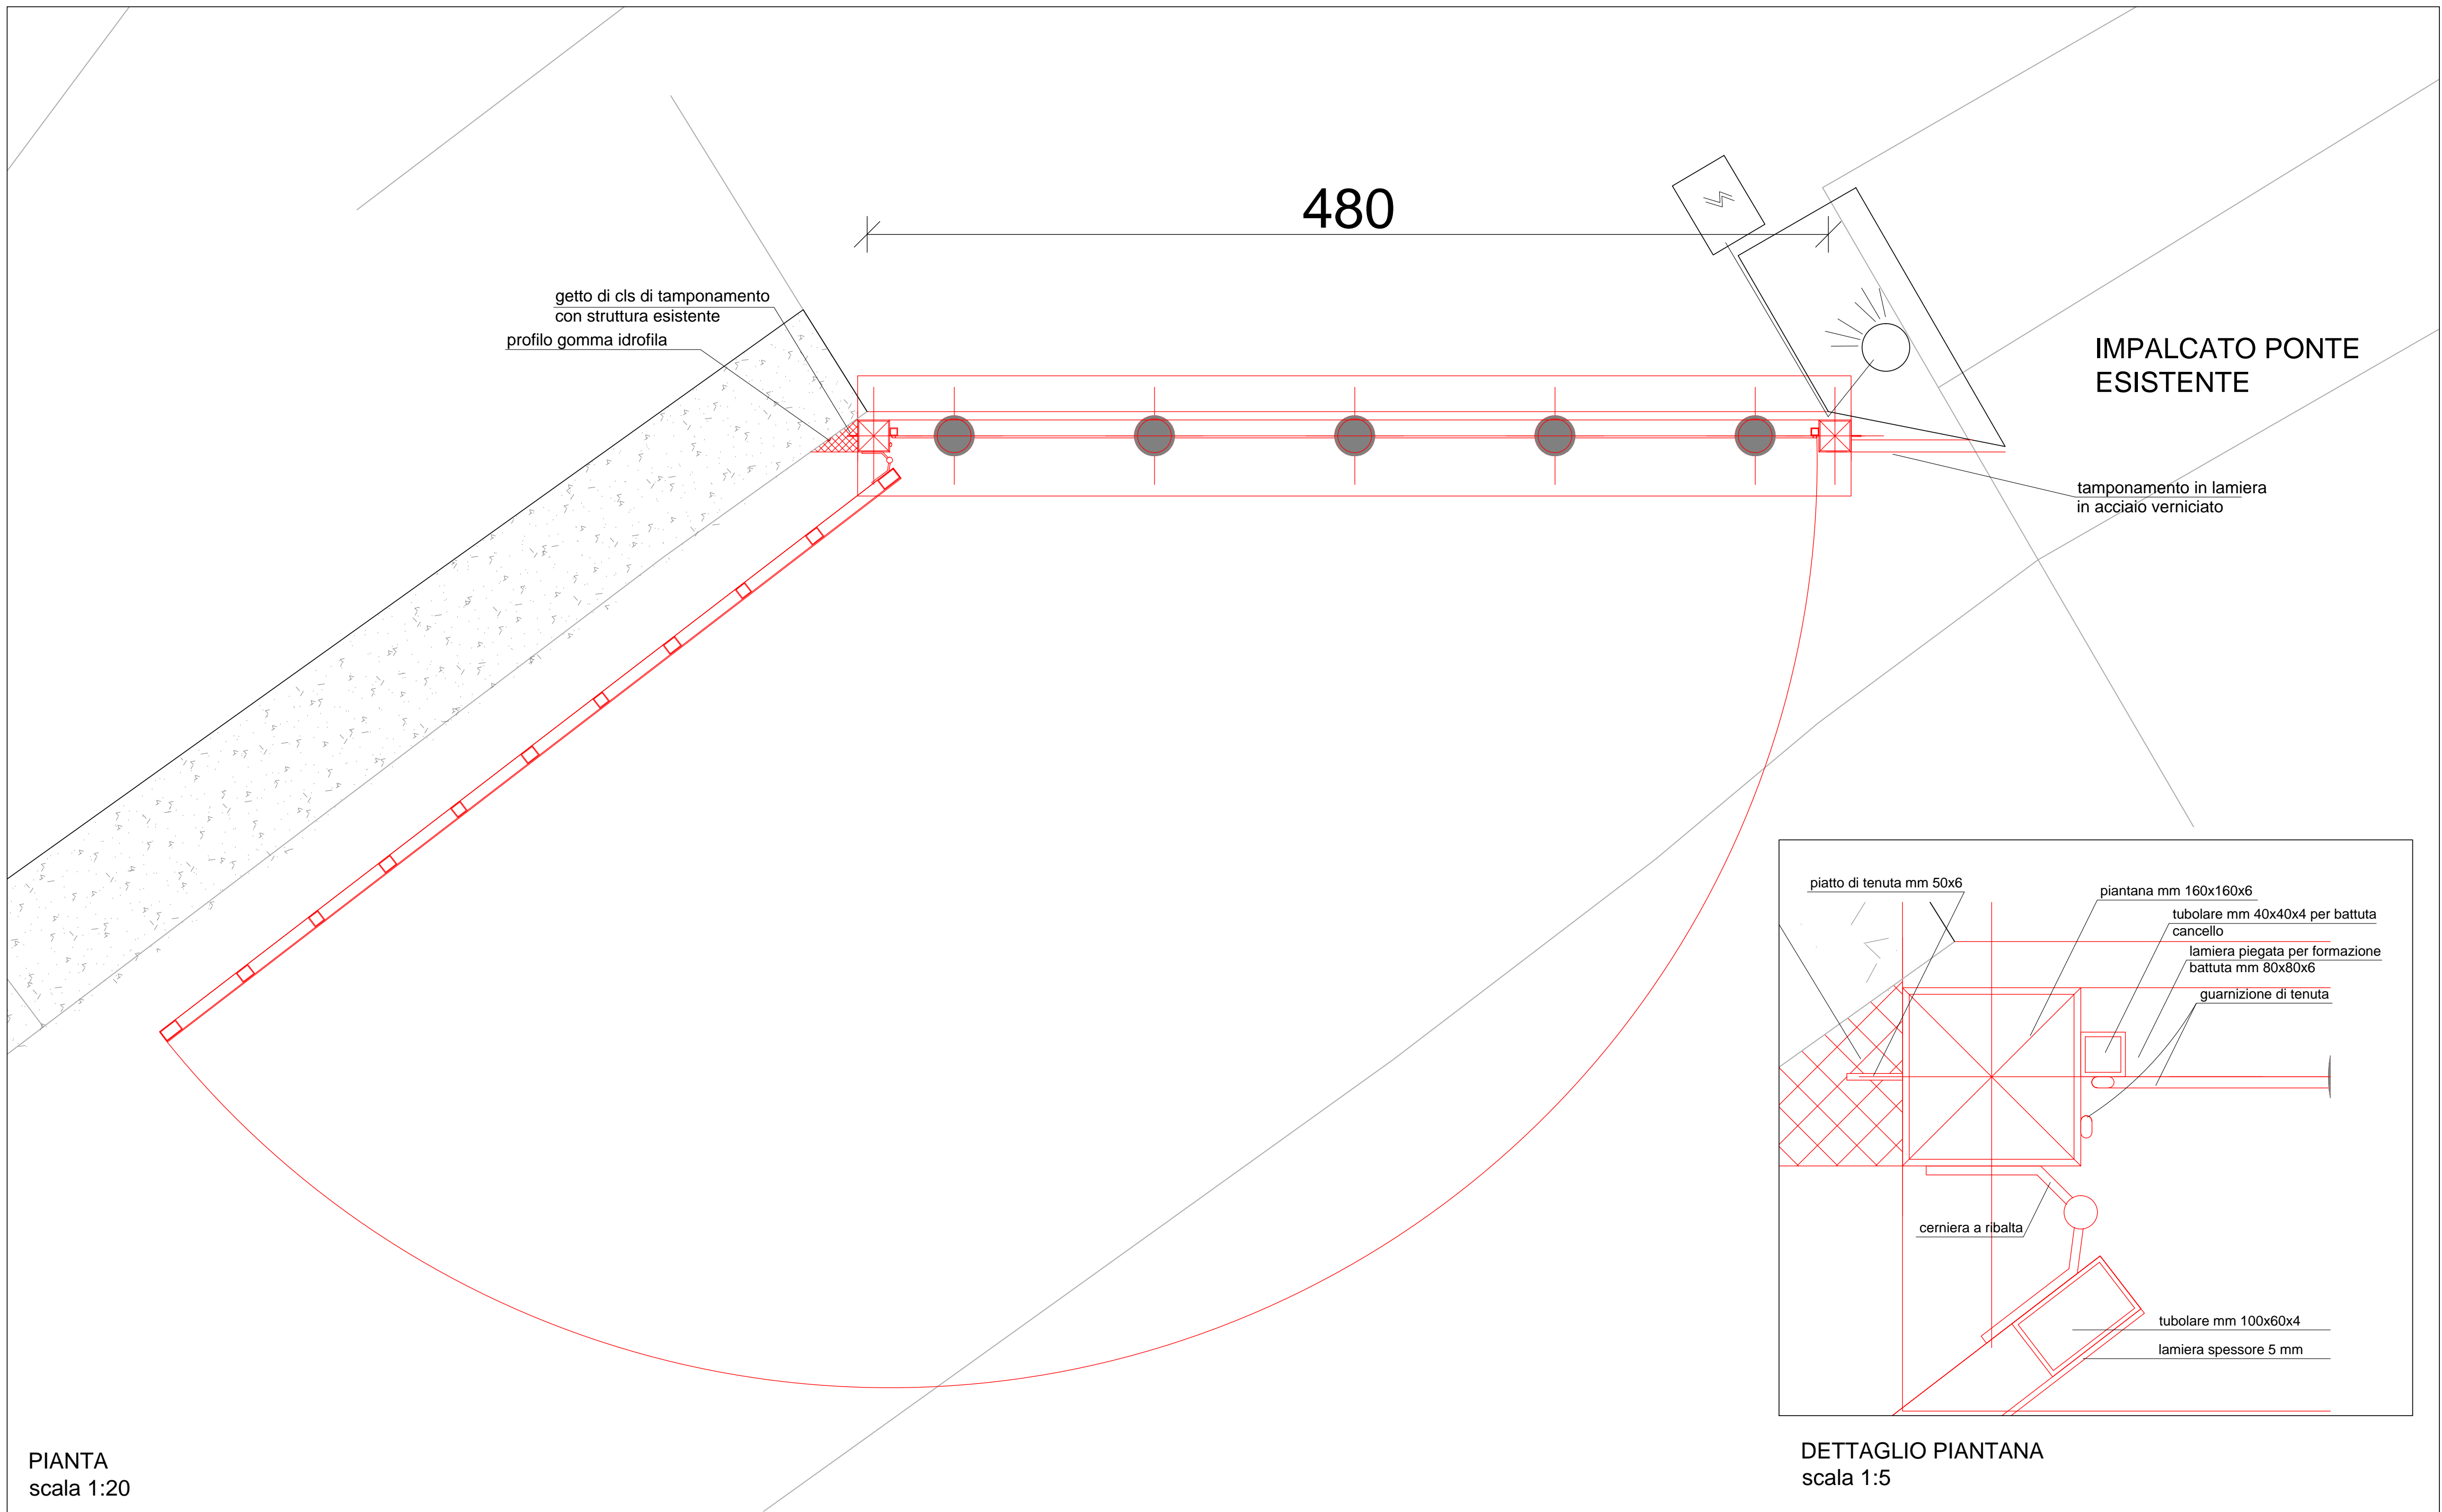 480
getto di cls di tamponamento
con struttura esistente
profilo gomma idrofila
IMPALCATO PONTE
ESISTENTE
tamponamento in lamiera
in acciaio verniciato
piatto di tenuta mm 50x6
piantana mm 160x160x6
tubolare mm 40x40x4 per battuta
cancello
lamiera piegata per formazione
battuta mm 80x80x6
guarnizione di tenuta
cerniera a ribalta
tubolare mm 100x60x4
lamiera spessore 5 mm
PIANTA
scala 1:20
DETTAGLIO PIANTANA
scala 1:5